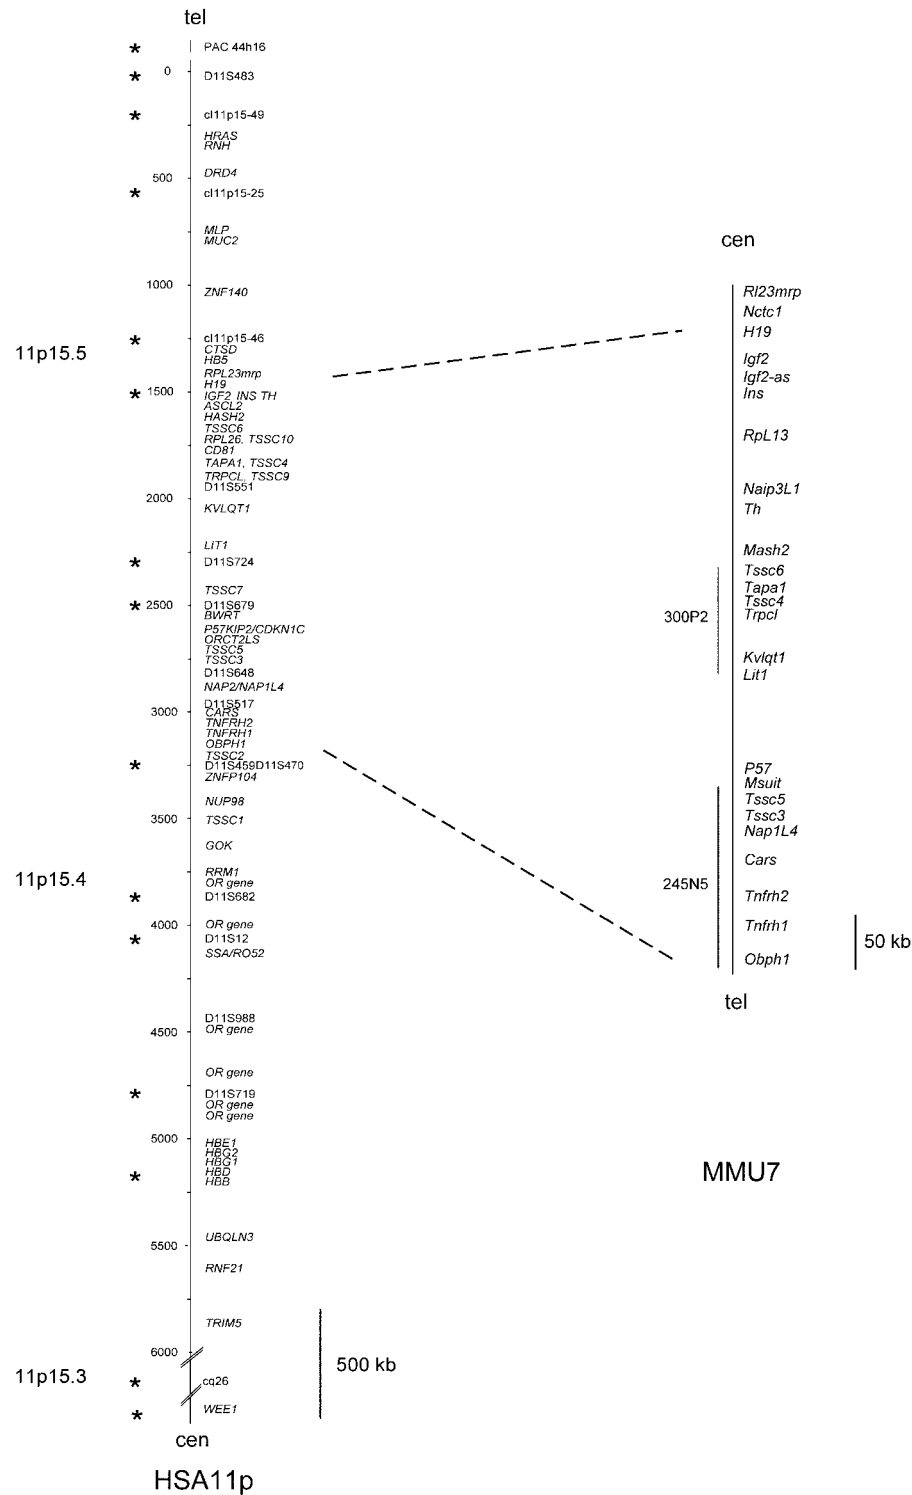 tel
* PAC 44h16
0 * D11S483
* cl11p15-49
HRAS
RNH
DRD4
500
* cl11p15-25
MLP
MUC2
1000
ZNF140
* cl11p15-46
11p15.5
CTSD
HB5
RPL23mrp
H19
* 1500 IGF2 INS TH
ASCL2
HASH2
TSSC6
RPL26, TSSC10
CD81
TAPA1, TSSC4
TRPCL, TSSC9
D11S551
2000
KVLQT1
LIT1
* D11S724
TSSC7
* 2500 D11S679
BWRT
P57KIP2/CDKN1C
ORCT2LS
TSSC5
TSSC3
D11S648
NAP2/NAP1L4
D11S517
3000 CARS
TNFRH2
TNFRH1
OBPH1
TSSC2
* D11S459D11S470
ZNFP104
NUP98
3500 TSSC1
GOK
RRM1
11p15.4
OR gene
* D11S682
4000 OR gene
* D11S12
SSA/RO52
D11S988
4500 OR gene
OR gene
* D11S719
OR gene
OR gene
5000 HBE1
HBG2
HBG1
* HBD
HBB
UBQLN3
5500
RNF21
TRIM5
6000
500 kb
11p15.3
* cq26
* WEE1
cen
HSA11p
cen
Rl23mrp
Nctc1
H19
Igf2
Igf2-as
Ins
RpL13
Naip3L1
Th
Mash2
Tssc6
Tapa1
Tssc4
Trpcl
300P2
Kvlqt1
Lit1
P57
Msuit
Tssc5
Tssc3
Nap1L4
Cars
245N5
Tnfrh2
Tnfrh1
50 kb
Obph1
tel
MMU7